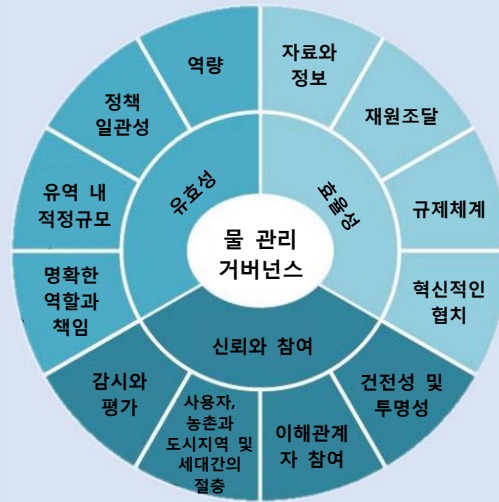 역량
자료와
정보
정책
일관성
재원조달
유역 내
적정규모
유효성
효율성
규제체계
물 관리
거버넌스
명확한
역할과
책임
혁신적인
협치
신뢰와 참여
감시와
평가
건전성 및
투명성
사용자,
농촌과
도시지역 및
세대간의
절충
이해관계
자 참여